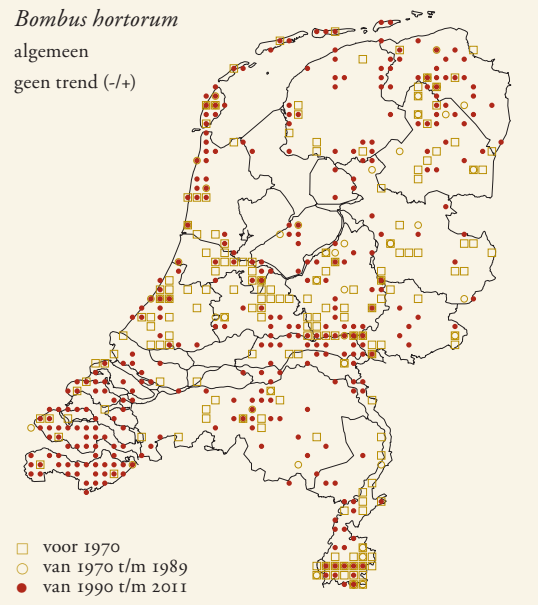 Bombus hortorum
algemeen
geen trend (-/+)
voor 1970
van 1970 t/m 1989
van 1990 t/m 2011